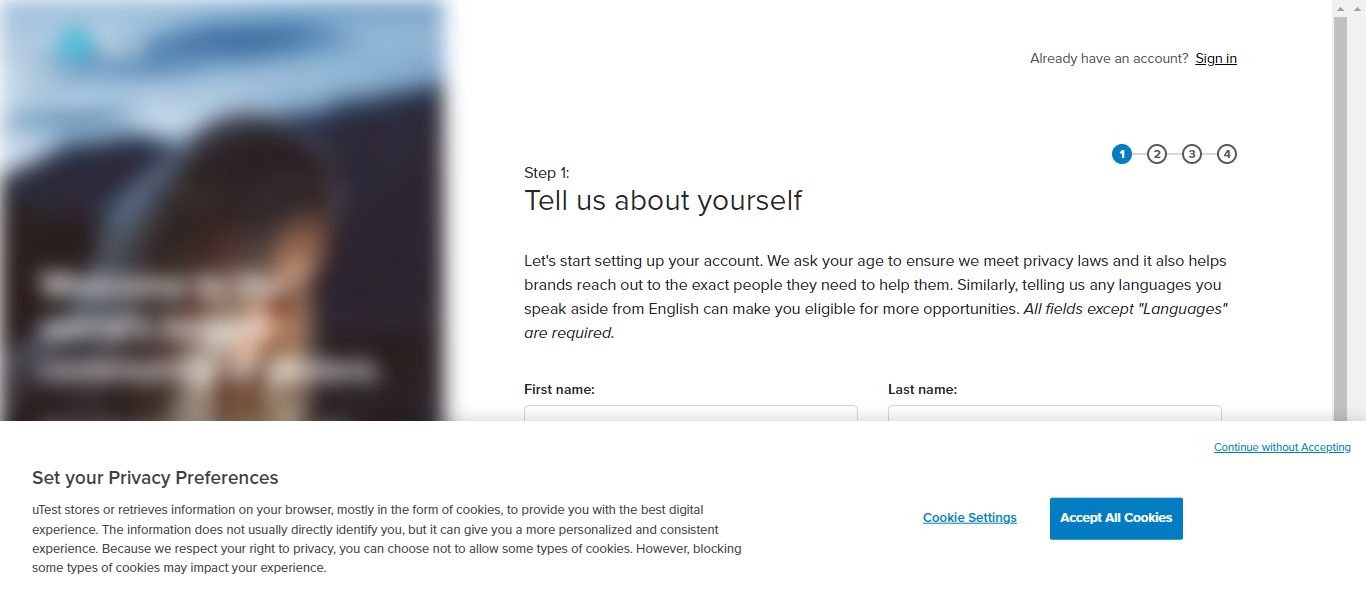 Already have an account? Sign in
1 2 3 4
Step 1:
Tell us about yourself
Let's start setting up your account. We ask your age to ensure we meet privacy laws and it also helps
brands reach out to the exact people they need to help them. Similarly, telling us any languages you
speak aside from English can make you eligible for more opportunities. All fields except "Languages"
are required.
First name:
Last name:
Continue without Accepting
Set your Privacy Preferences
uTest stores or retrieves information on your browser, mostly in the form of cookies, to provide you with the best digital
experience. The information does not usually directly identify you, but it can give you a more personalized and consistent
experience. Because we respect your right to privacy, you can choose not to allow some types of cookies. However, blocking
some types of cookies may impact your experience.
Cookie Settings
Accept All Cookies